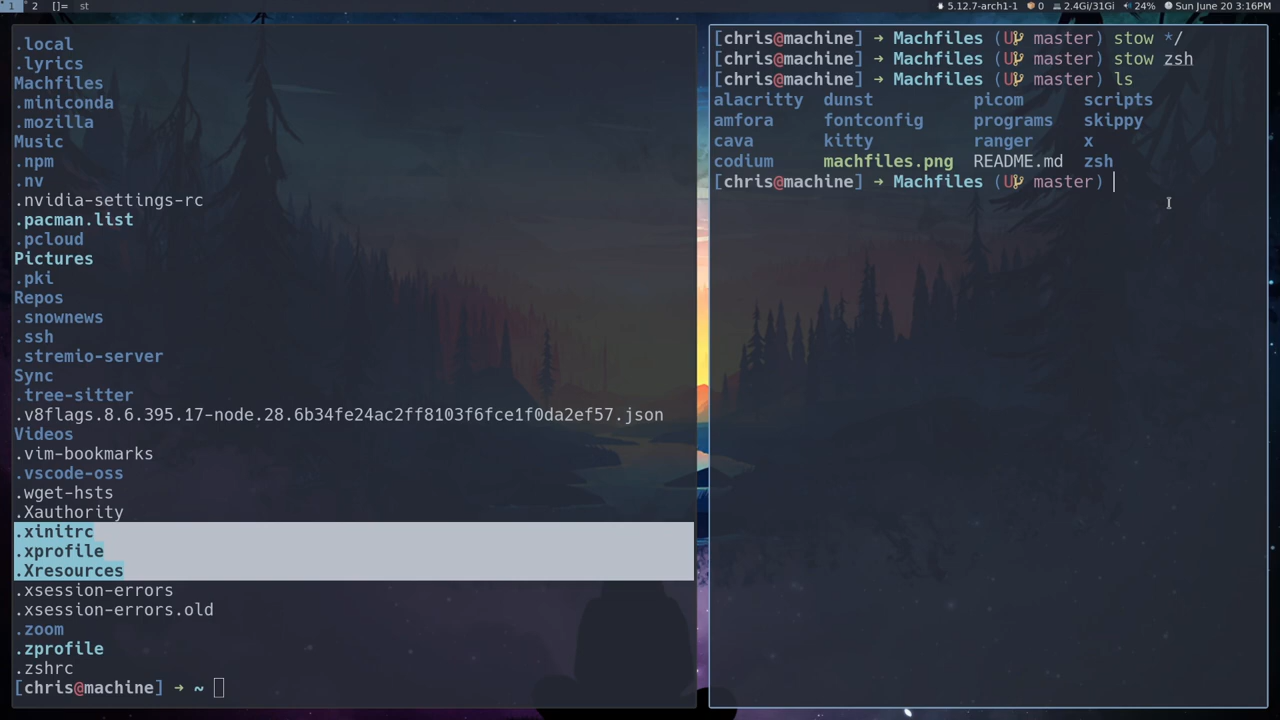 1 2 []= st 5.12.7-arch1-1 0 2.4Gi/31Gi 24% Sun June 20 3:16PM
.local
.lyrics
Machfiles
.miniconda
.mozilla
Music
.npm
.nv
.nvidia-settings-rc
.pacman.list
.pcloud
Pictures
.pki
Repos
.snownews
.ssh
.stremio-server
Sync
.tree-sitter
.v8flags.8.6.395.17-node.28.6b34fe24ac2ff8103f6fce1f0da2ef57.json
Videos
.vim-bookmarks
.vscode-oss
.wget-hsts
.Xauthority
.xinitrc
.xprofile
.Xresources
.xsession-errors
.xsession-errors.old
.zoom
.zprofile
.zshrc
[chris@machine] → ~
[chris@machine] → Machfiles (U master) stow */
[chris@machine] → Machfiles (U master) stow zsh
[chris@machine] → Machfiles (U master) ls
alacritty dunst picom scripts
amfora fontconfig programs skippy
cava kitty ranger x
codium machfiles.png README.md zsh
[chris@machine] → Machfiles (U master)